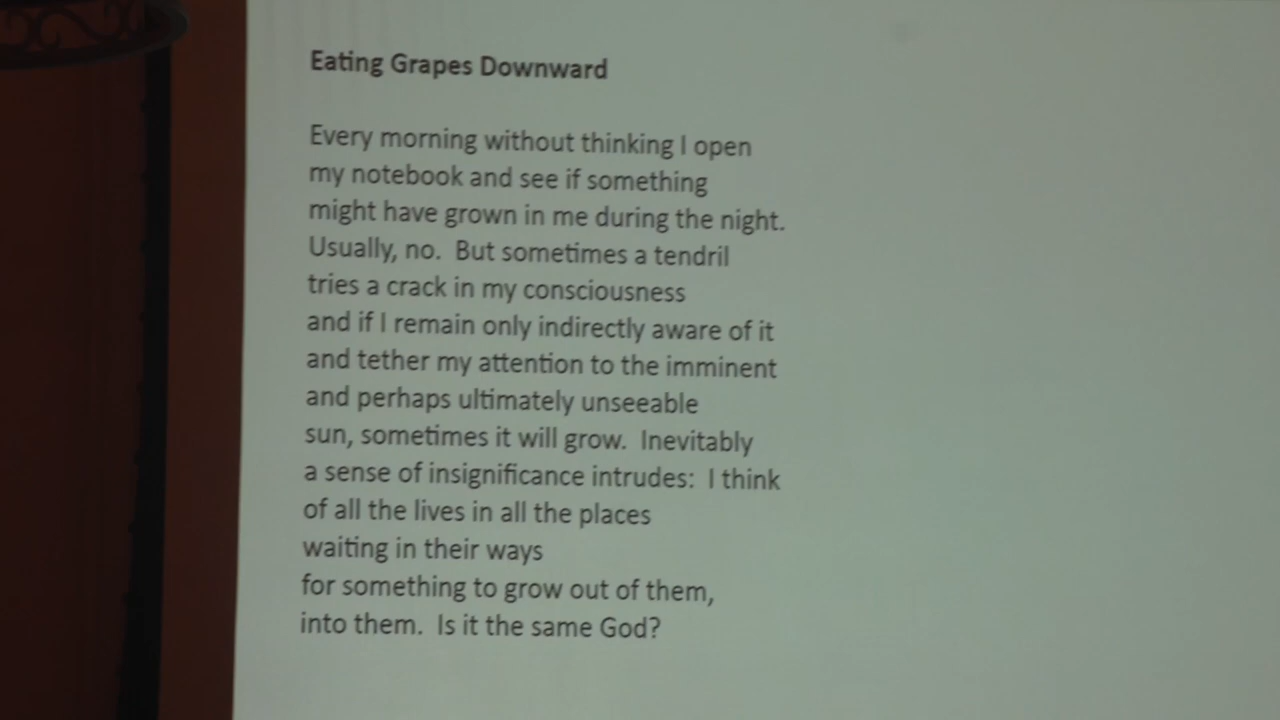 Eating Grapes Downward
Every morning without thinking I open
my notebook and see if something
might have grown in me during the night.
Usually, no.  But sometimes a tendril
tries a crack in my consciousness
and if I remain only indirectly aware of it
and tether my attention to the imminent
and perhaps ultimately unseeable
sun, sometimes it will grow.  Inevitably
a sense of insignificance intrudes:  I think
of all the lives in all the places
waiting in their ways
for something to grow out of them,
into them.  Is it the same God?